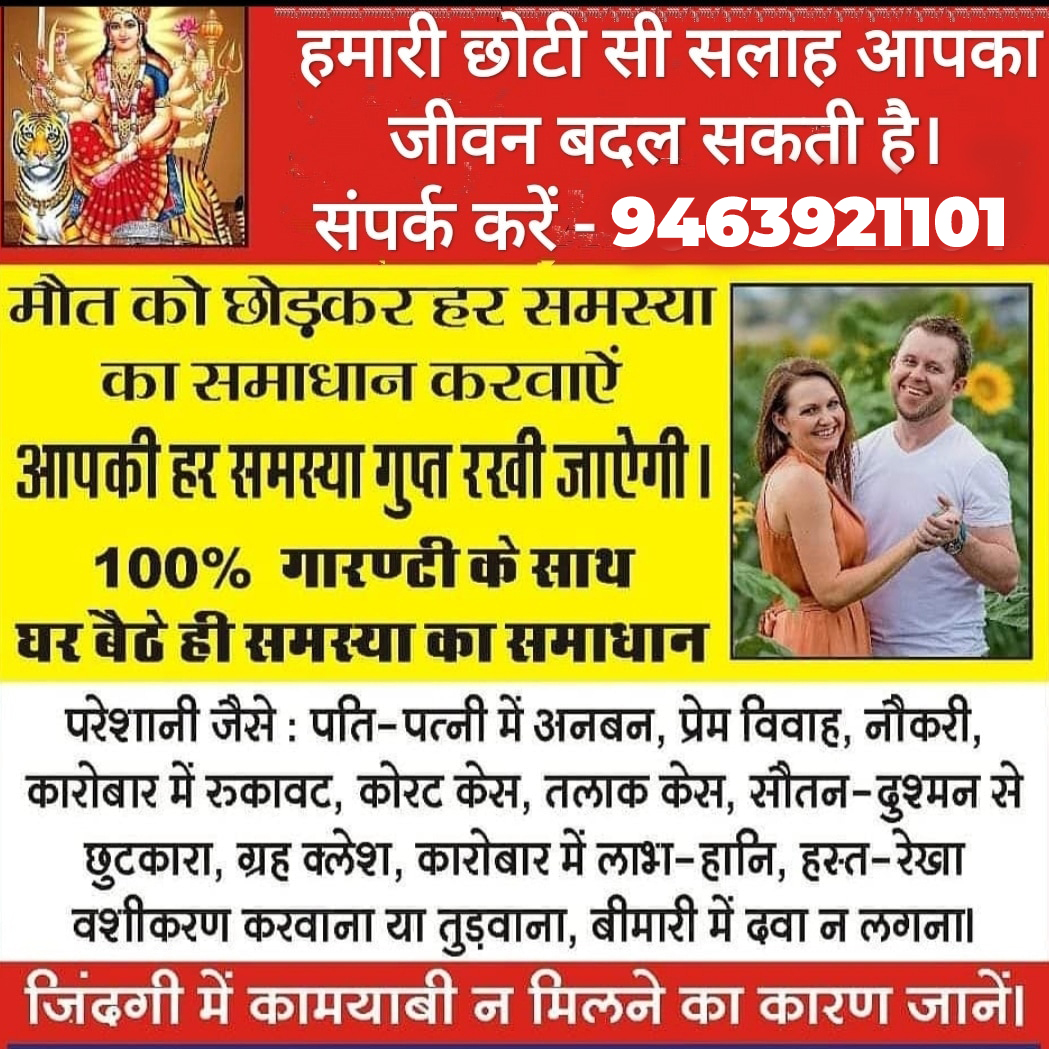 हमारी छोटी सी सलाह आपका
जीवन बदल सकती है।
संपर्क करें - 9463921101
मौत को छोड़कर हर समस्या
का समाधान करवाऐं
आपकी हर समस्या गुप्त रखी जाऐगी।
100% गारण्टी के साथ
घर बैठे ही समस्या का समाधान
परेशानी जैसे : पति-पत्नी में अनबन, प्रेम विवाह, नौकरी,
कारोबार में रुकावट, कोरट केस, तलाक केस, सौतन-दुश्मन से
छुटकारा, ग्रह क्लेश, कारोबार में लाभ-हानि, हस्त-रेखा
वशीकरण करवाना या तुड़वाना, बीमारी में दवा न लगना।
जिंदगी में कामयाबी न मिलने का कारण जानें।